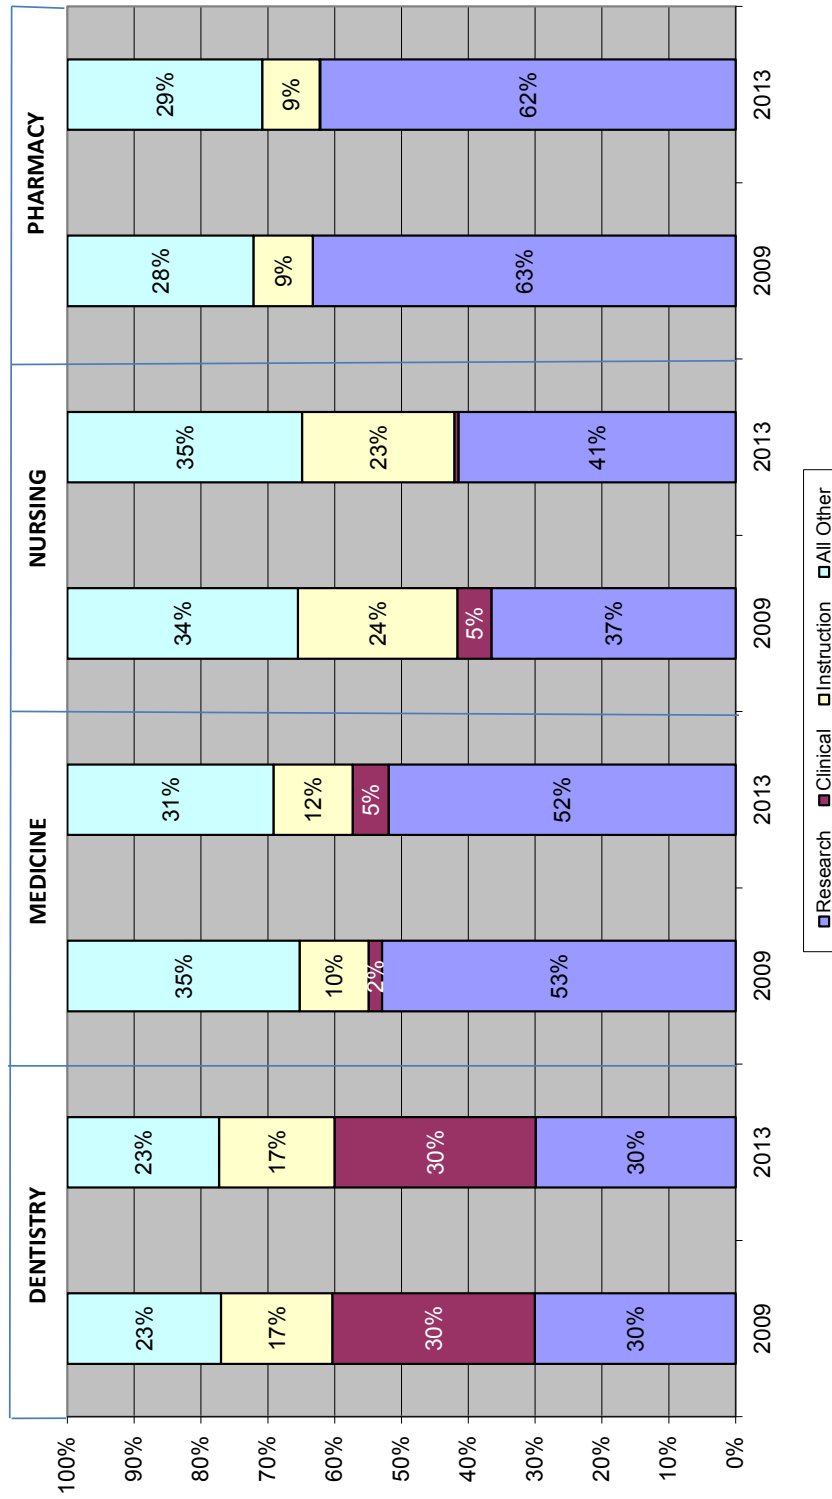 DENTISTRY MEDICINE NURSING PHARMACY
100%
90%
80%
70%
60%
50%
40%
30%
20%
10%
0%
23% 23% 35% 31% 34% 35% 28% 29%
17% 17% 10% 12% 24% 23% 9% 9%
30% 30% 2% 5% 5%
30% 30% 53% 52% 37% 41% 63% 62%
2009 2013 2009 2013 2009 2013 2009 2013
Research Clinical Instruction All Other